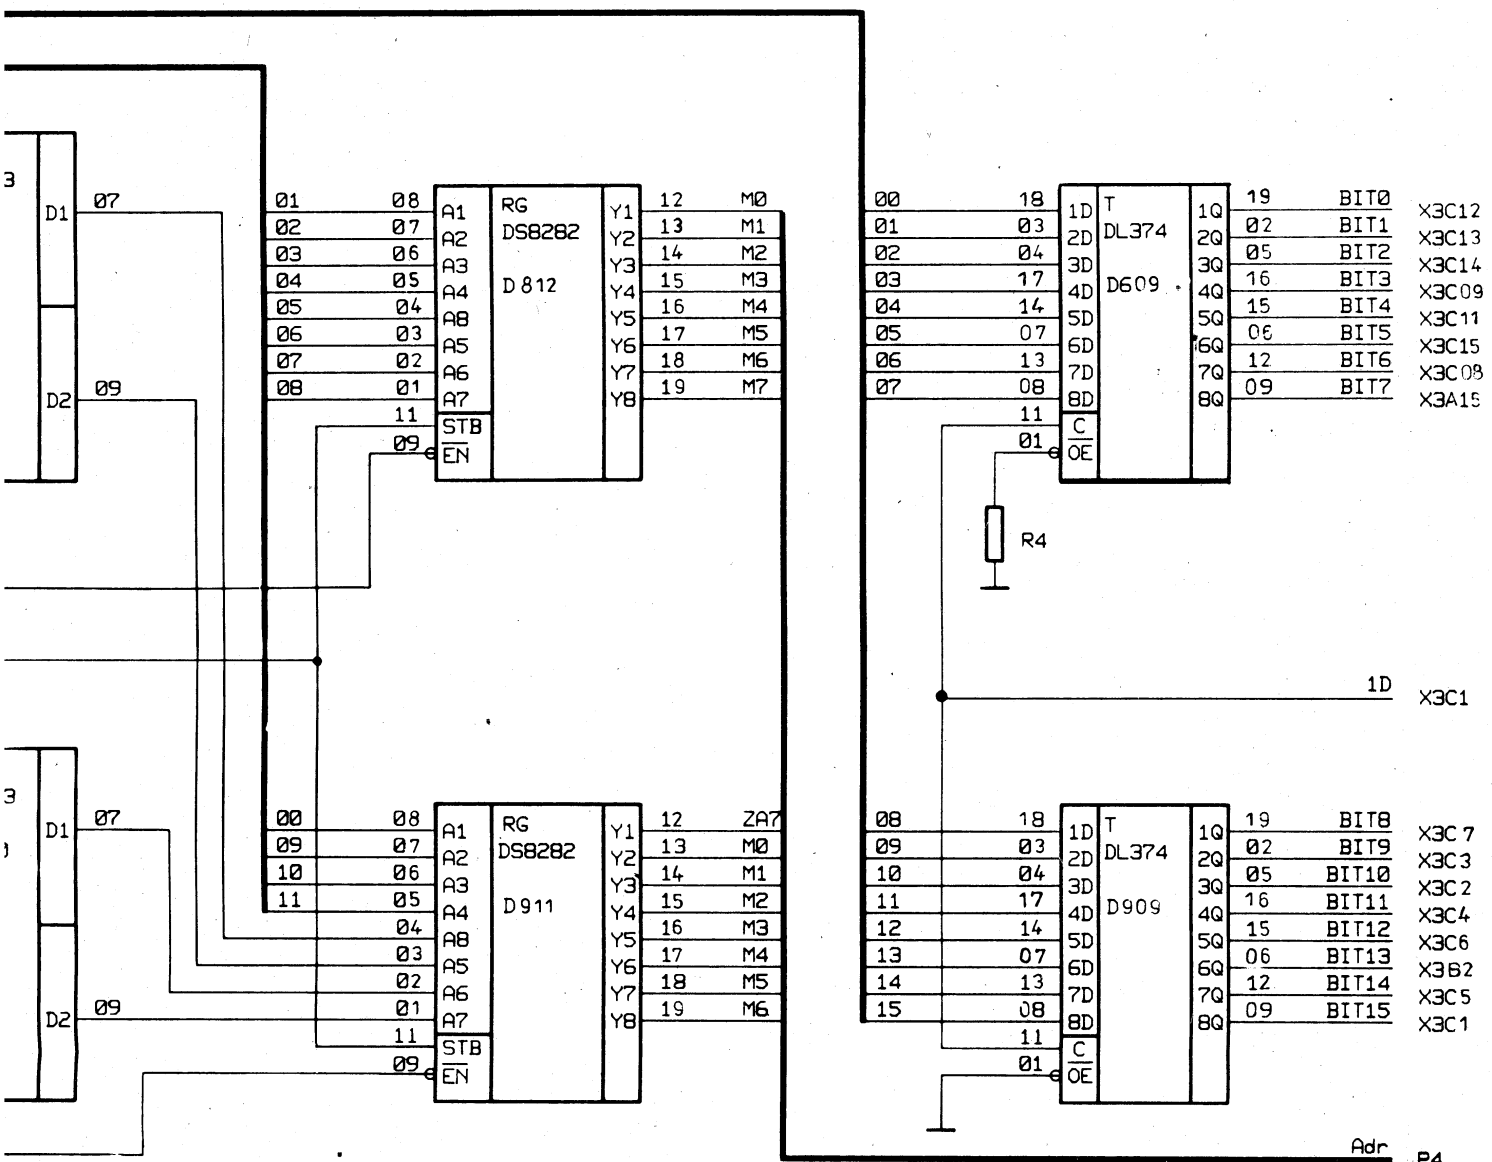 3
D1
07
D2
09
01 08 A1 RG Y1 12 MØ
02 07 A2 DS8282 Y2 13 M1
03 06 A3 Y3 14 M2
04 05 A4 D812 Y4 15 M3
05 04 A8 Y5 16 M4
06 03 A5 Y6 17 M5
07 02 A6 Y7 18 M6
08 01 A7 Y8 19 M7
11 STB
09 EN
00 18 1D T 1Q 19 BITØ X3C12
01 03 2D DL374 2Q 02 BIT1 X3C13
02 04 3D 3Q 05 BIT2 X3C14
03 17 4D D609 4Q 16 BIT3 X3C09
04 14 5D 5Q 15 BIT4 X3C11
05 07 6D 6Q 06 BIT5 X3C15
06 13 7D 7Q 12 BIT6 X3C08
07 08 8D 8Q 09 BIT7 X3A15
11 C
01 OE
R4
1D X3C1
3
D1
07
D2
09
00 08 A1 RG Y1 12 ZA7
09 07 A2 DS8282 Y2 13 MØ
10 06 A3 Y3 14 M1
11 05 A4 D911 Y4 15 M2
04 A8 Y5 16 M3
03 A5 Y6 17 M4
02 A6 Y7 18 M5
01 A7 Y8 19 M6
11 STB
09 EN
08 18 1D T 1Q 19 BIT8 X3C7
09 03 2D DL374 2Q 02 BIT9 X3C3
10 04 3D 3Q 05 BIT10 X3C2
11 17 4D D909 4Q 16 BIT11 X3C4
12 14 5D 5Q 15 BIT12 X3C6
13 07 6D 6Q 06 BIT13 X3B2
14 13 7D 7Q 12 BIT14 X3C5
15 08 8D 8Q 09 BIT15 X3C1
11 C
01 OE
Adr